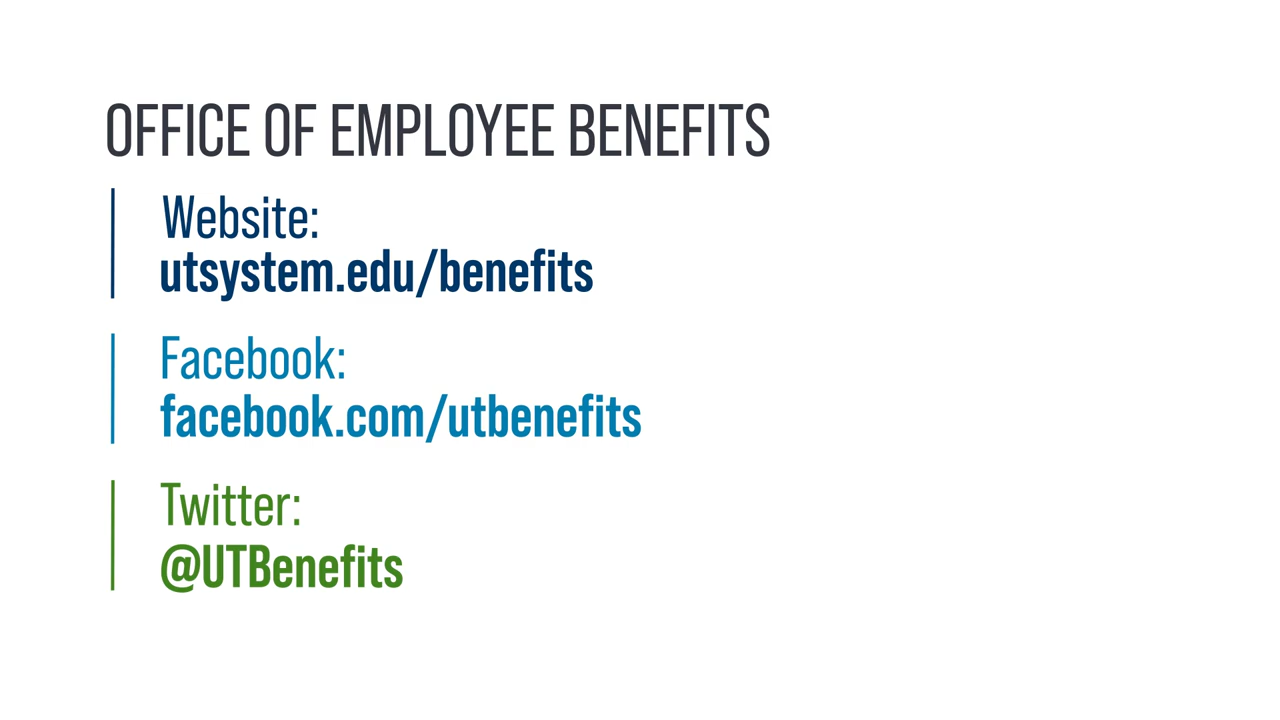 OFFICE OF EMPLOYEE BENEFITS
Website:
utsystem.edu/benefits
Facebook:
facebook.com/utbenefits
Twitter:
@UTBenefits